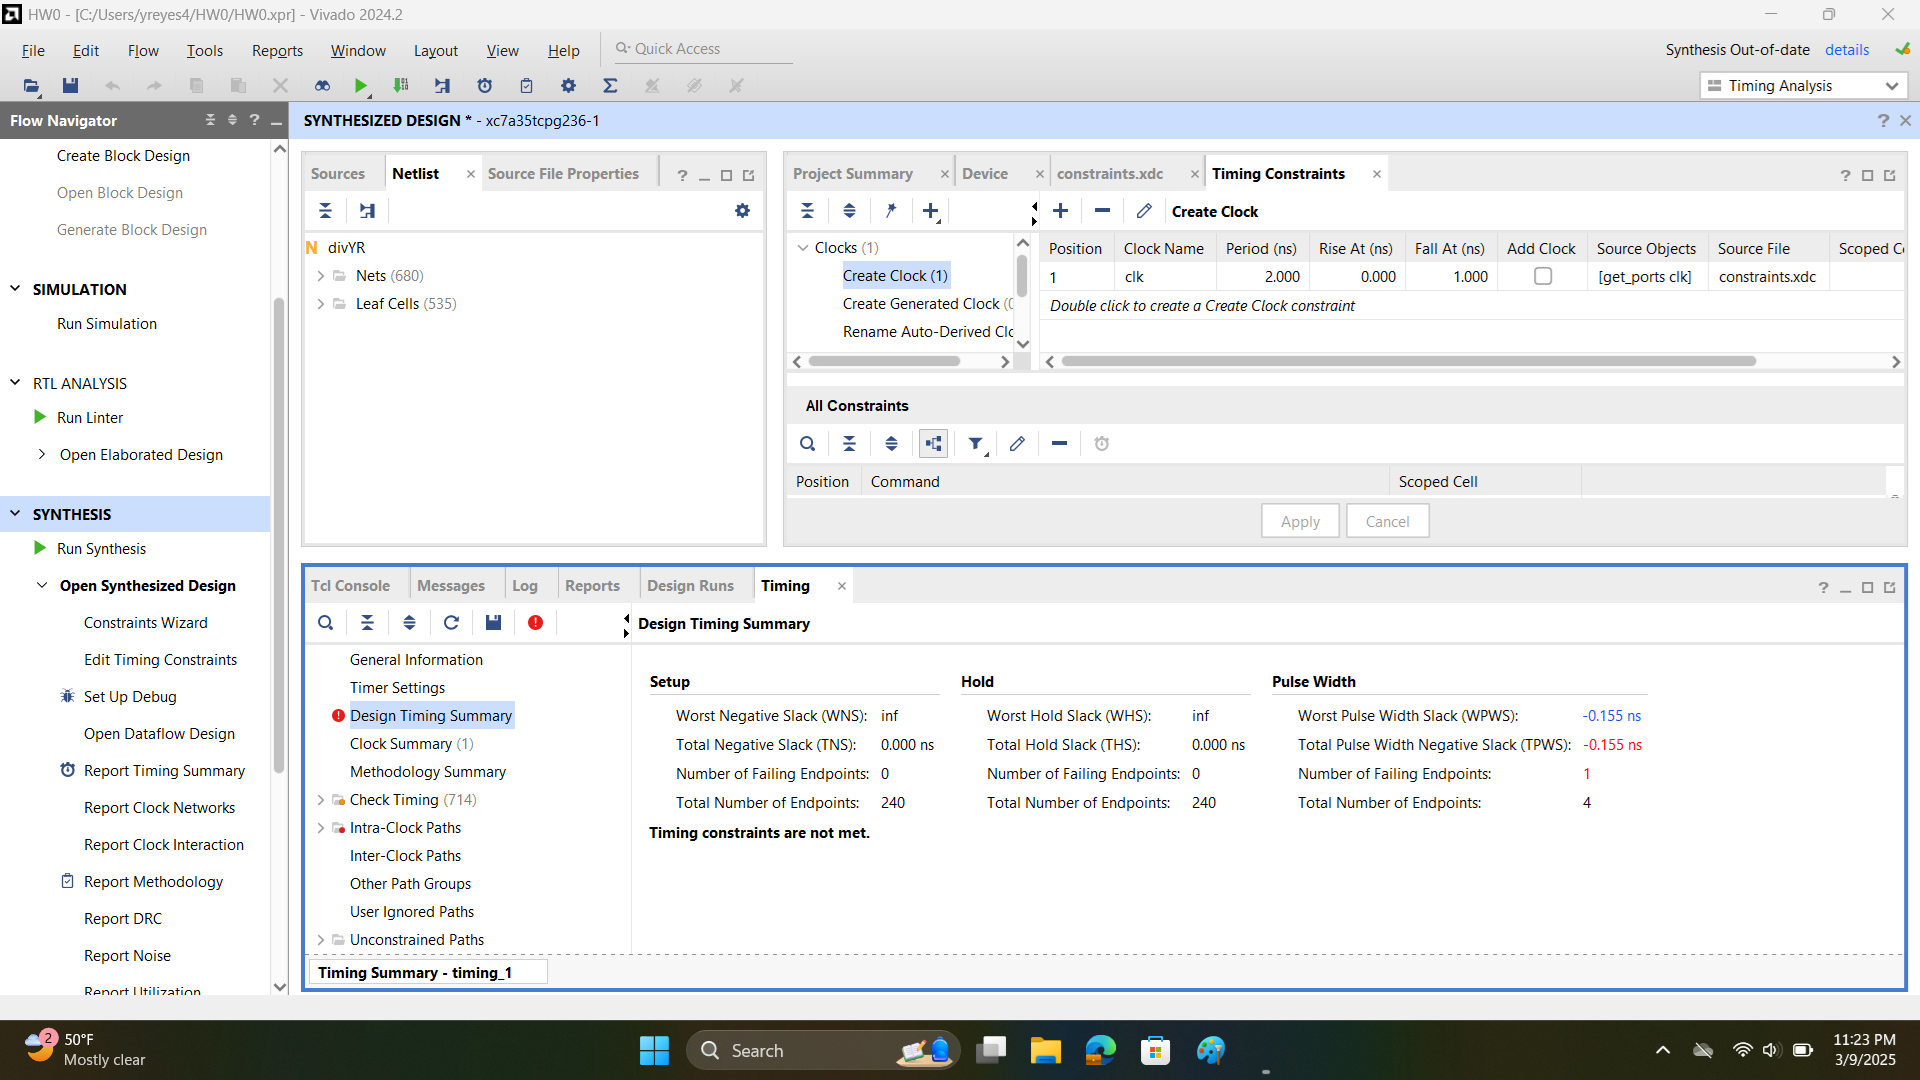 HW0 - [C:/Users/yreyes4/HW0/HW0.xpr] - Vivado 2024.2
File Edit Flow Tools Reports Window Layout View Help Quick Access
Synthesis Out-of-date details
Timing Analysis
Flow Navigator
SYNTHESIZED DESIGN * - xc7a35tcpg236-1
Create Block Design
Open Block Design
Generate Block Design
SIMULATION
Run Simulation
RTL ANALYSIS
Run Linter
Open Elaborated Design
SYNTHESIS
Run Synthesis
Open Synthesized Design
Constraints Wizard
Edit Timing Constraints
Set Up Debug
Open Dataflow Design
Report Timing Summary
Report Clock Networks
Report Clock Interaction
Report Methodology
Report DRC
Report Noise
Report Utilization
Sources Netlist Source File Properties
N divYR
Nets (680)
Leaf Cells (535)
Project Summary Device constraints.xdc Timing Constraints
Create Clock
Clocks (1)
Create Clock (1)
Create Generated Clock (0
Rename Auto-Derived Clo
Position Clock Name Period (ns) Rise At (ns) Fall At (ns) Add Clock Source Objects Source File Scoped Ce
1 clk 2.000 0.000 1.000 [get_ports clk] constraints.xdc
Double click to create a Create Clock constraint
All Constraints
Position Command Scoped Cell
Apply Cancel
Tcl Console Messages Log Reports Design Runs Timing
Design Timing Summary
General Information
Timer Settings
Design Timing Summary
Clock Summary (1)
Methodology Summary
Check Timing (714)
Intra-Clock Paths
Inter-Clock Paths
Other Path Groups
User Ignored Paths
Unconstrained Paths
Setup Hold Pulse Width
Worst Negative Slack (WNS): inf Worst Hold Slack (WHS): inf Worst Pulse Width Slack (WPWS): -0.155 ns
Total Negative Slack (TNS): 0.000 ns Total Hold Slack (THS): 0.000 ns Total Pulse Width Negative Slack (TPWS): -0.155 ns
Number of Failing Endpoints: 0 Number of Failing Endpoints: 0 Number of Failing Endpoints: 1
Total Number of Endpoints: 240 Total Number of Endpoints: 240 Total Number of Endpoints: 4
Timing constraints are not met.
Timing Summary - timing_1
2
50°F
Mostly clear
Search
11:23 PM
3/9/2025